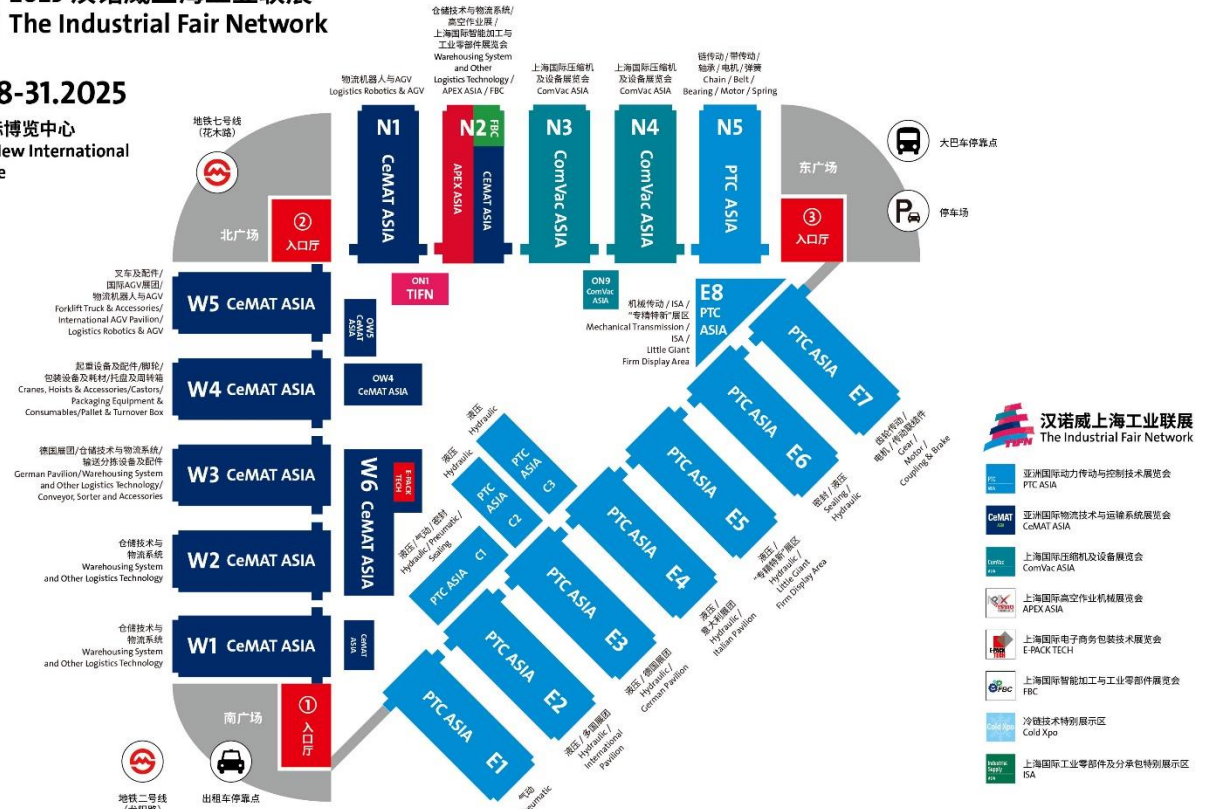 2025 汉诺威上海工业联展
The Industrial Fair Network
8-31.2025
博览中心
New International
物流机器人与AGV
Logistics Robotics & AGV
仓储技术与物流系统/
高空作业展/
上海国际智能加工与
工业零部件展览会
Warehousing System
and Other
Logistics Technology /
APEX ASIA / FBC
上海国际压缩机
及设备展览会
ComVac ASIA
上海国际压缩机
及设备展览会
ComVac ASIA
链传动/带传动/
轴承/电机/弹簧
Chain / Belt /
Bearing / Motor / Spring
地铁七号线
(花木路)
北广场
②
入口厅
N1
CeMAT ASIA
N2
FBC
APEX ASIA
CEMAT ASIA
N3
ComVac ASIA
N4
ComVac ASIA
N5
PTC ASIA
东广场
③
入口厅
大巴车停靠点
P
停车场
ON1
TIFN
ON9
ComVac
ASIA
叉车及配件/
国际AGV展团/
物流机器人与AGV
Forklift Truck & Accessories/
International AGV Pavilion/
Logistics Robotics & AGV
W5 CeMAT ASIA
OW5
CeMAT
ASIA
机械传动 / ISA /
"专精特新"展区
Mechanical Transmission /
ISA /
Little Giant
Firm Display Area
E8
PTC
ASIA
起重设备及配件/脚轮/
包装设备及耗材/托盘及周转箱
Cranes, Hoists & Accessories/Castors/
Packaging Equipment &
Consumables/Pallet & Turnover Box
W4 CeMAT ASIA
OW4
CeMAT ASIA
德国展团/仓储技术与物流系统/
输送分拣设备及配件
German Pavilion/Warehousing System
and Other Logistics Technology/
Conveyor, Sorter and Accessories
W3 CeMAT ASIA
W6 CeMAT ASIA
E-PACK
TECH
仓储技术与
物流系统
Warehousing System
and Other Logistics Technology
W2 CeMAT ASIA
仓储技术与
物流系统
Warehousing System
and Other Logistics Technology
W1 CeMAT ASIA
CeMAT
ASIA
南广场
①
入口厅
地铁二号线
出租车停靠点
液压
Hydraulic
PTC
ASIA
C3
液压
Hydraulic
PTC
ASIA
C2
液压/气动/密封
Hydraulic/Pneumatic/
Sealing
PTC ASIA C1
PTC ASIA E7
齿轮传动/
电机/传动联结件
Gear/
Motor/
Coupling & Brake
PTC ASIA E6
密封/液压
Sealing/
Hydraulic
PTC ASIA E5
液压/
"专精特新"展区
Hydraulic/
Little Giant
Firm Display Area
PTC ASIA E4
液压/
意大利展团
Hydraulic/
Italian Pavilion
PTC ASIA E3
液压/德国展团
Hydraulic/
German Pavilion
PTC ASIA E2
液压/多国展团
Hydraulic/
International
Pavilion
PTC ASIA E1
气动
TIFN
汉诺威上海工业联展
The Industrial Fair Network
PTC
ASIA
亚洲国际动力传动与控制技术展览会
PTC ASIA
CeMAT
ASIA
亚洲国际物流技术与运输系统展览会
CeMAT ASIA
ComVac
ASIA
上海国际压缩机及设备展览会
ComVac ASIA
上海国际高空作业机械展览会
APEX ASIA
E-PACK
TECH
上海国际电子商务包装技术展览会
E-PACK TECH
FBC
上海国际智能加工与工业零部件展览会
FBC
Cold Xpo
冷链技术特别展示区
Cold Xpo
Industrial
Supply
ASIA
上海国际工业零部件及分承包特别展示区
ISA